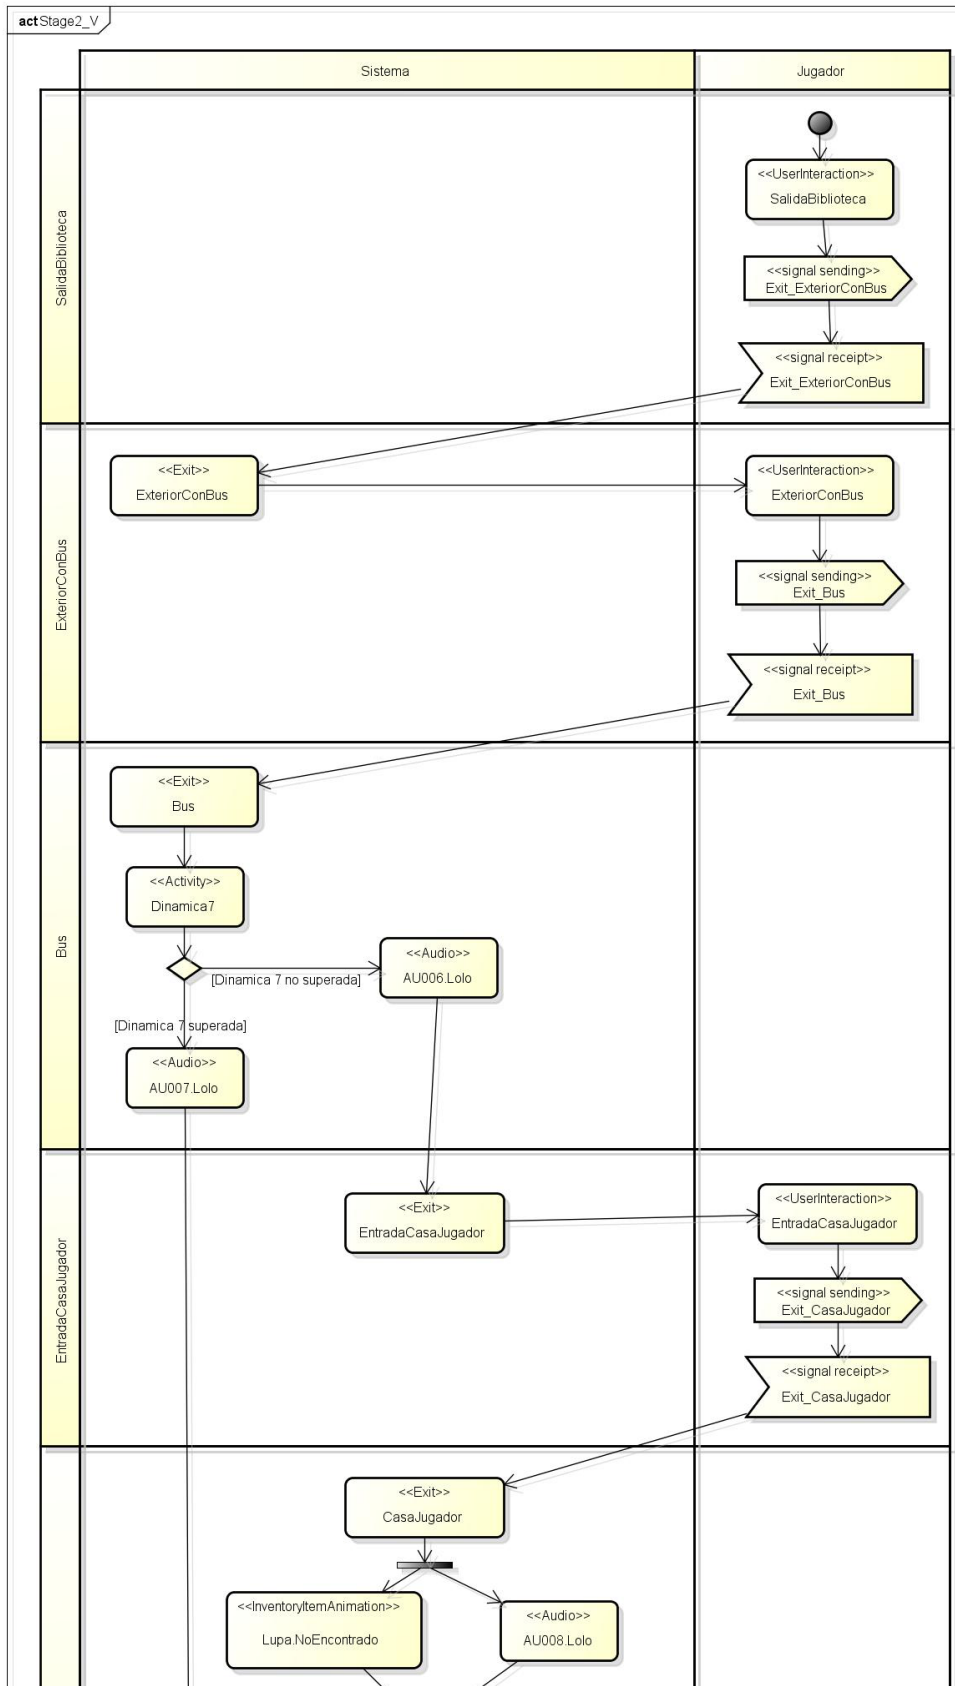 act Stage2_V
Sistema
Jugador
SalidaBiblioteca
<<UserInteraction>>
SalidaBiblioteca
<<signal sending>>
Exit_ExteriorConBus
<<signal receipt>>
Exit_ExteriorConBus
ExteriorConBus
<<Exit>>
ExteriorConBus
<<UserInteraction>>
ExteriorConBus
<<signal sending>>
Exit_Bus
<<signal receipt>>
Exit_Bus
Bus
<<Exit>>
Bus
<<Activity>>
Dinamica7
[Dinamica 7 no superada]
<<Audio>>
AU006.Lolo
[Dinamica 7 superada]
<<Audio>>
AU007.Lolo
EntradaCasaJugador
<<Exit>>
EntradaCasaJugador
<<UserInteraction>>
EntradaCasaJugador
<<signal sending>>
Exit_CasaJugador
<<signal receipt>>
Exit_CasaJugador
<<Exit>>
CasaJugador
<<InventoryItemAnimation>>
Lupa.NoEncontrado
<<Audio>>
AU008.Lolo